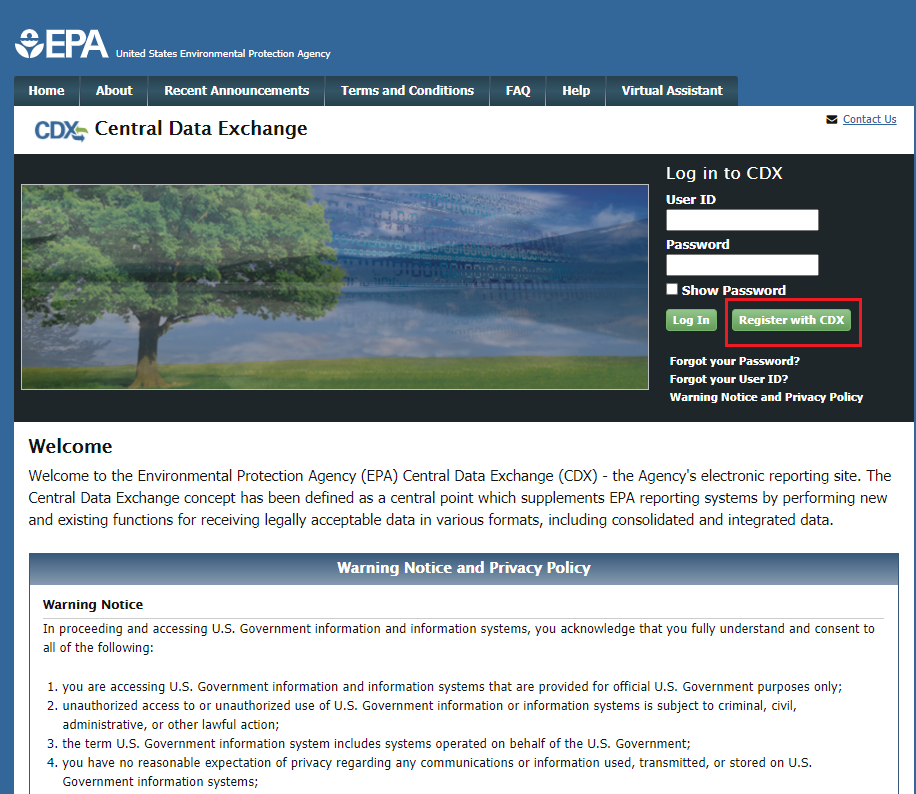 EPA United States Environmental Protection Agency
Home About Recent Announcements Terms and Conditions FAQ Help Virtual Assistant
CDX Central Data Exchange
Contact Us
Log in to CDX
User ID
Password
Show Password
Log In Register with CDX
Forgot your Password?
Forgot your User ID?
Warning Notice and Privacy Policy
Welcome
Welcome to the Environmental Protection Agency (EPA) Central Data Exchange (CDX) - the Agency's electronic reporting site. The
Central Data Exchange concept has been defined as a central point which supplements EPA reporting systems by performing new
and existing functions for receiving legally acceptable data in various formats, including consolidated and integrated data.
Warning Notice and Privacy Policy
Warning Notice
In proceeding and accessing U.S. Government information and information systems, you acknowledge that you fully understand and consent to
all of the following:
1. you are accessing U.S. Government information and information systems that are provided for official U.S. Government purposes only;
2. unauthorized access to or unauthorized use of U.S. Government information or information systems is subject to criminal, civil,
administrative, or other lawful action;
3. the term U.S. Government information system includes systems operated on behalf of the U.S. Government;
4. you have no reasonable expectation of privacy regarding any communications or information used, transmitted, or stored on U.S.
Government information systems;